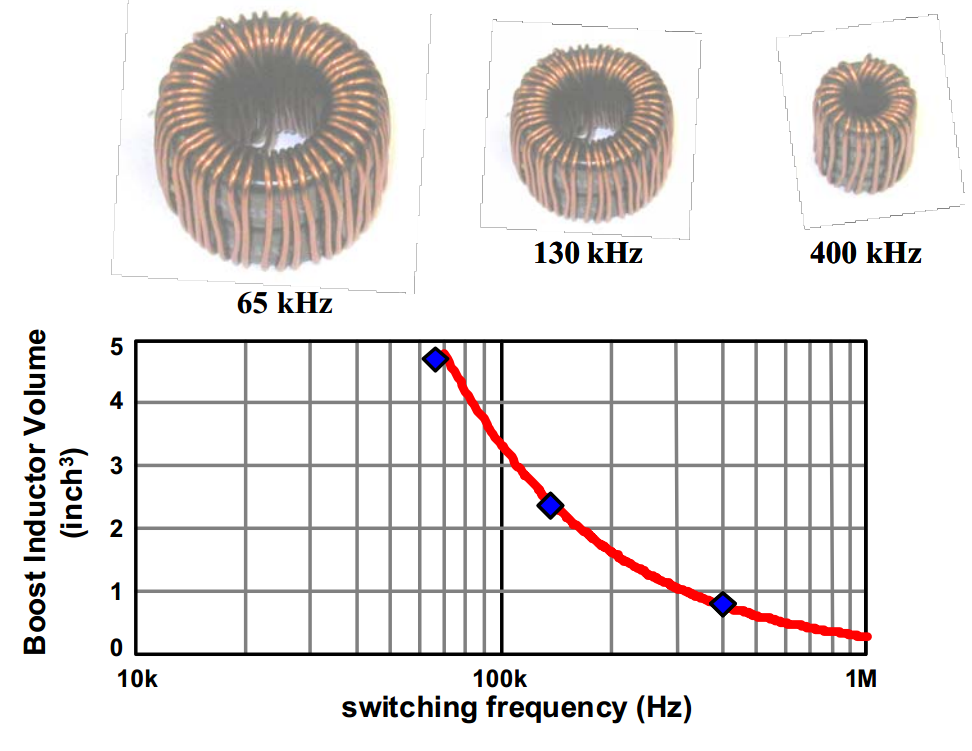 130 kHz
400 kHz
65 kHz
Boost Inductor Volume
(inch³)
5
4
3
2
1
0
10k
100k
1M
switching frequency (Hz)